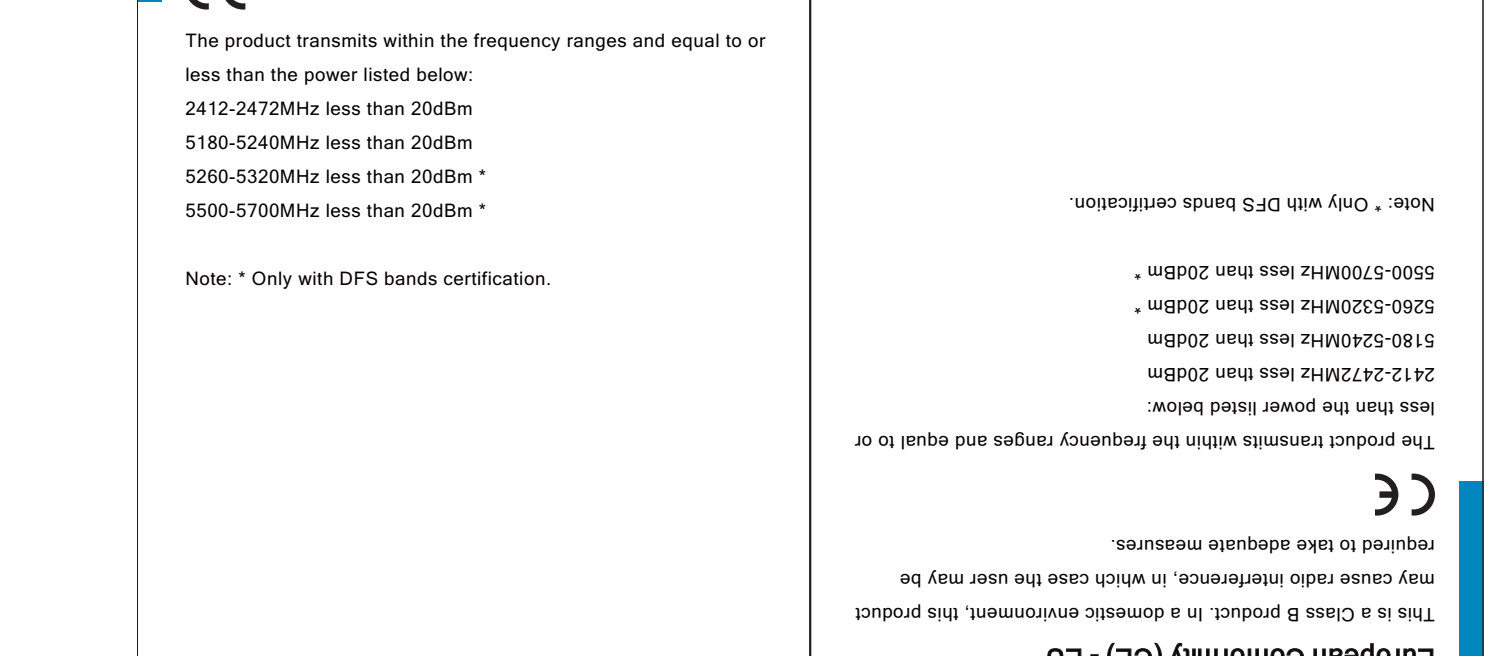 The product transmits within the frequency ranges and equal to or
less than the power listed below:
2412-2472MHz less than 20dBm
5180-5240MHz less than 20dBm
5260-5320MHz less than 20dBm *
5500-5700MHz less than 20dBm *
Note: * Only with DFS bands certification.
European Conformity (CE) - EU
This is a Class B product. In a domestic environment, this product
may cause radio interference, in which case the user may be
required to take adequate measures.
CE
The product transmits within the frequency ranges and equal to or
less than the power listed below:
2412-2472MHz less than 20dBm
5180-5240MHz less than 20dBm
5260-5320MHz less than 20dBm *
5500-5700MHz less than 20dBm *
Note: * Only with DFS bands certification.